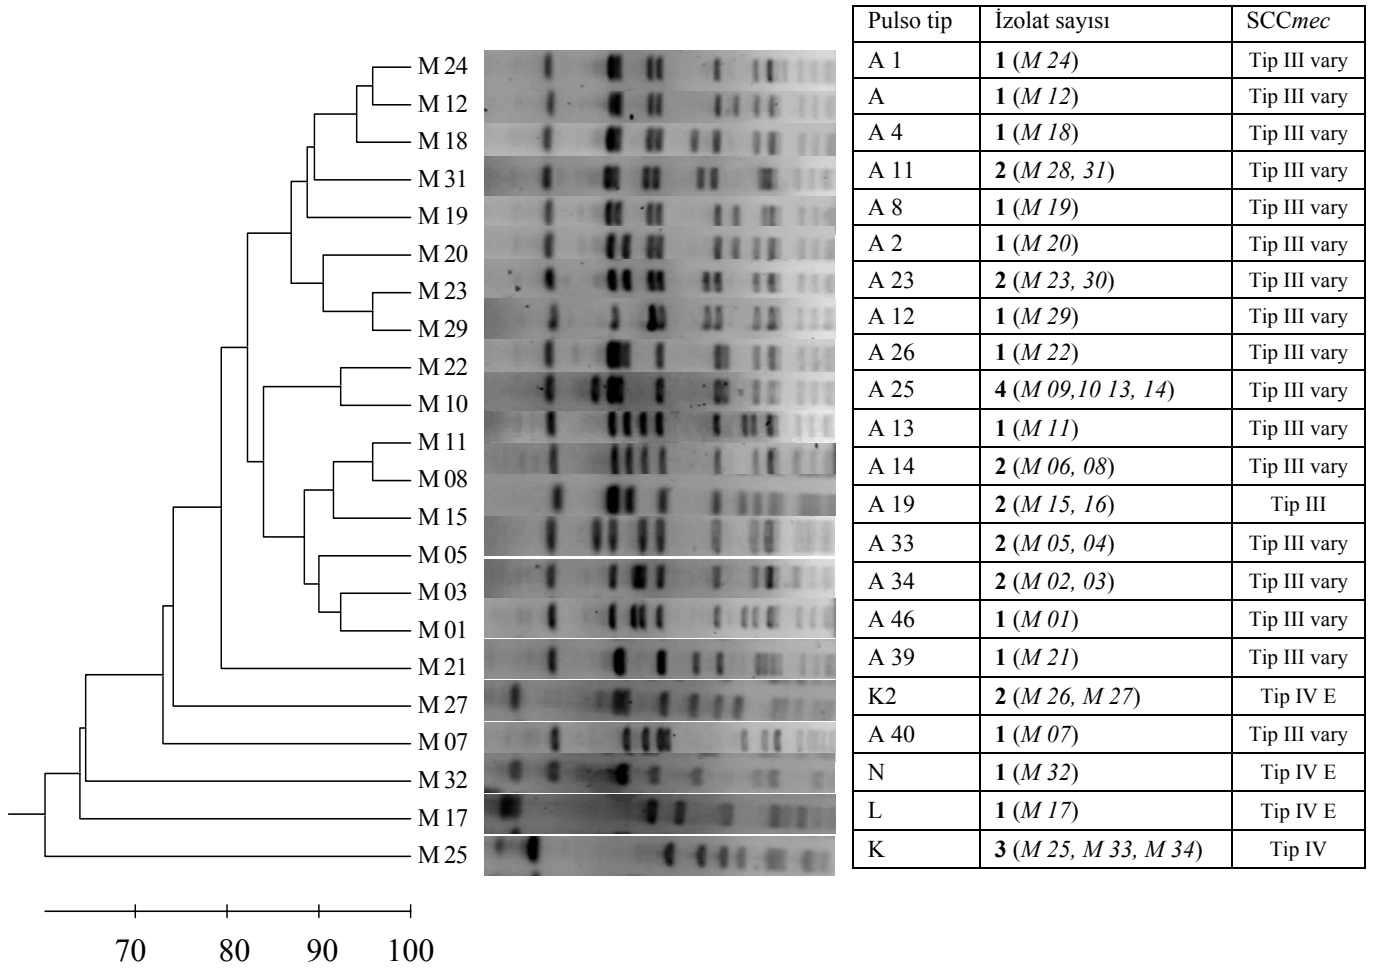 Pulso tip İzolat sayısı SCCmec
M 24 A 1 1 (M 24) Tip III vary
M 12 A 1 (M 12) Tip III vary
M 18 A 4 1 (M 18) Tip III vary
M 31 A 11 2 (M 28, 31) Tip III vary
M 19 A 8 1 (M 19) Tip III vary
M 20 A 2 1 (M 20) Tip III vary
M 23 A 23 2 (M 23, 30) Tip III vary
M 29 A 12 1 (M 29) Tip III vary
M 22 A 26 1 (M 22) Tip III vary
M 10 A 25 4 (M 09,10 13, 14) Tip III vary
M 11 A 13 1 (M 11) Tip III vary
M 08 A 14 2 (M 06, 08) Tip III vary
M 15 A 19 2 (M 15, 16) Tip III
M 05 A 33 2 (M 05, 04) Tip III vary
M 03 A 34 2 (M 02, 03) Tip III vary
M 01 A 46 1 (M 01) Tip III vary
M 21 A 39 1 (M 21) Tip III vary
M 27 K2 2 (M 26, M 27) Tip IV E
M 07 A 40 1 (M 07) Tip III vary
M 32 N 1 (M 32) Tip IV E
M 17 L 1 (M 17) Tip IV E
M 25 K 3 (M 25, M 33, M 34) Tip IV
70 80 90 100